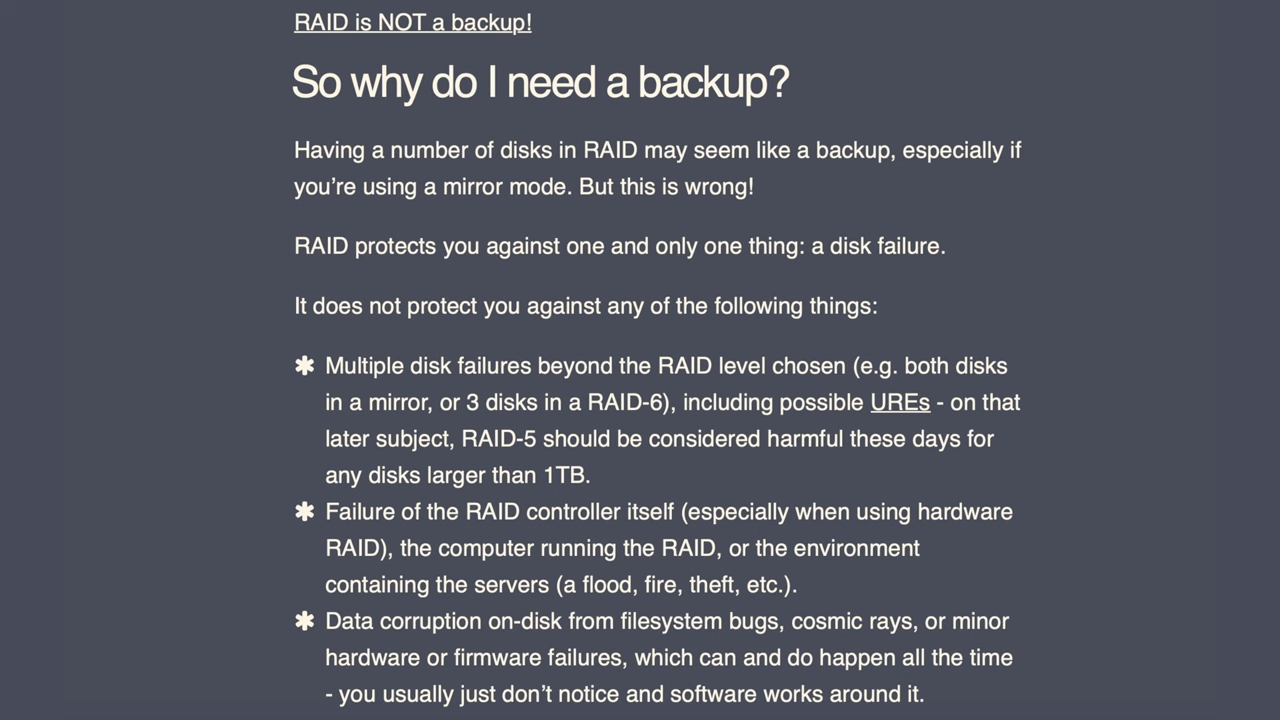 RAID is NOT a backup!
So why do I need a backup?
Having a number of disks in RAID may seem like a backup, especially if
you’re using a mirror mode. But this is wrong!
RAID protects you against one and only one thing: a disk failure.
It does not protect you against any of the following things:
✱ Multiple disk failures beyond the RAID level chosen (e.g. both disks
in a mirror, or 3 disks in a RAID-6), including possible UREs - on that
later subject, RAID-5 should be considered harmful these days for
any disks larger than 1TB.
✱ Failure of the RAID controller itself (especially when using hardware
RAID), the computer running the RAID, or the environment
containing the servers (a flood, fire, theft, etc.).
✱ Data corruption on-disk from filesystem bugs, cosmic rays, or minor
hardware or firmware failures, which can and do happen all the time
- you usually just don’t notice and software works around it.